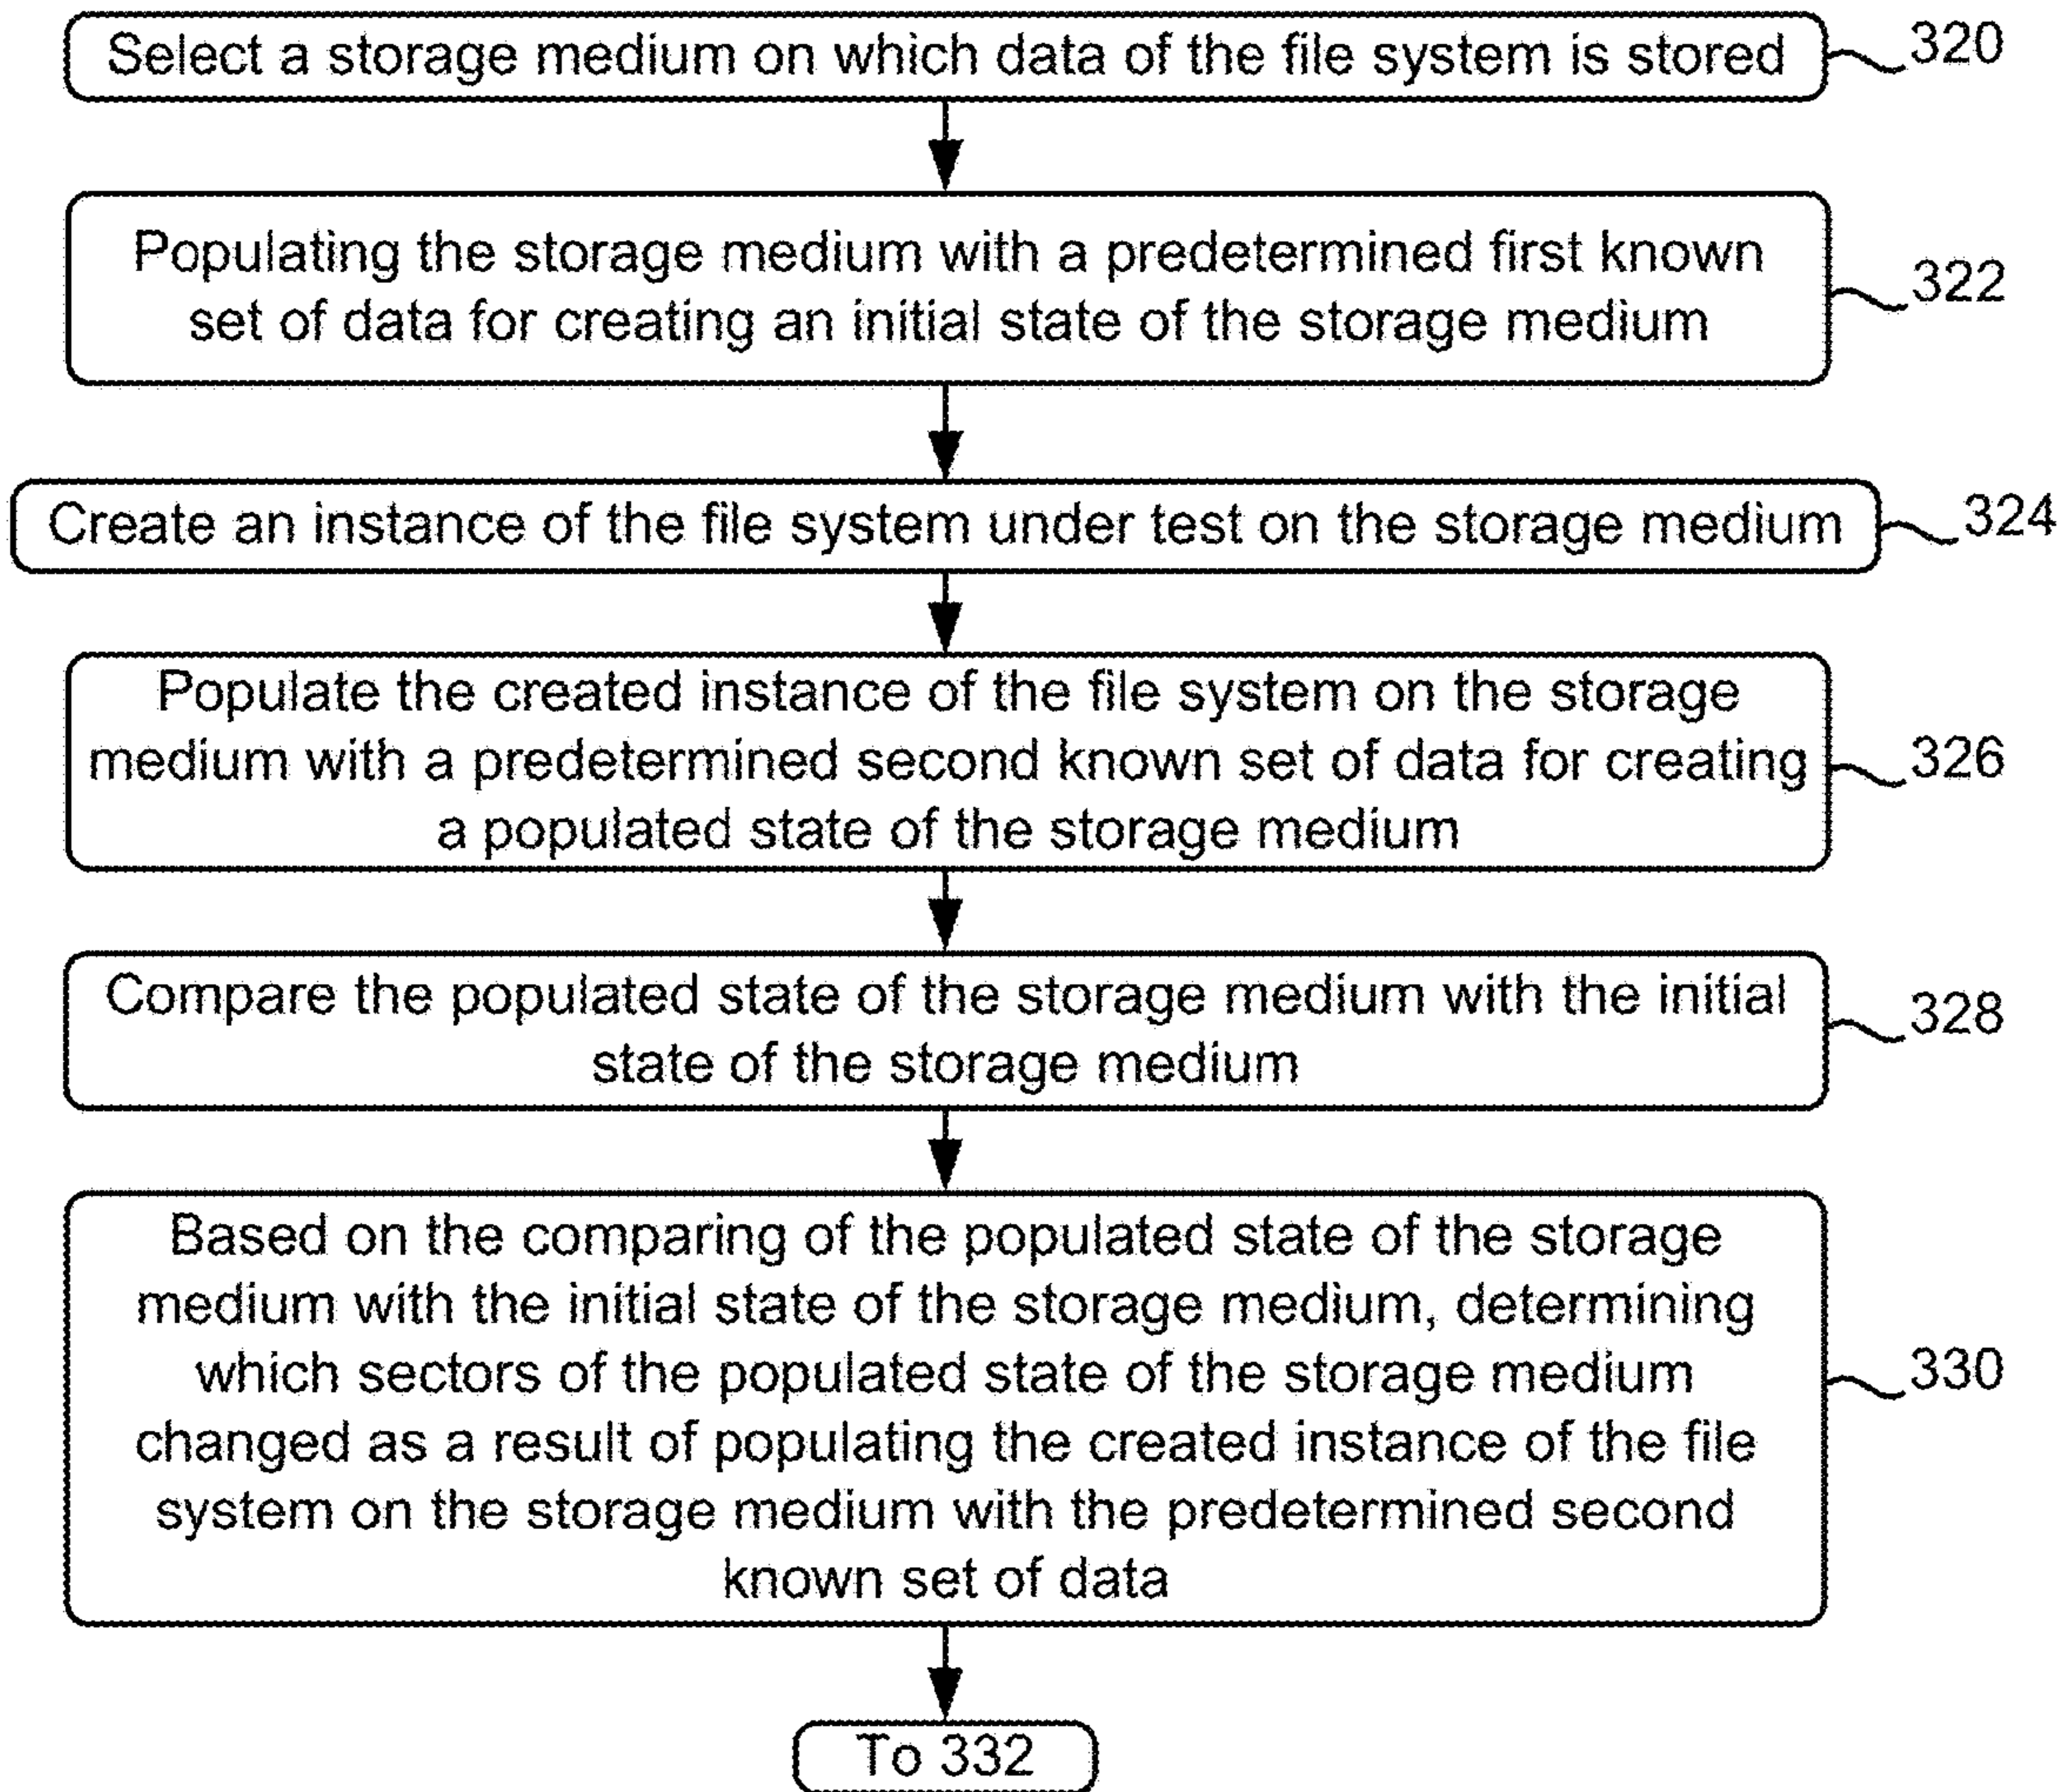 Select a storage medium on which data of the file system is stored
320
Populating the storage medium with a predetermined first known
set of data for creating an initial state of the storage medium
322
Create an instance of the file system under test on the storage medium
324
Populate the created instance of the file system on the storage
medium with a predetermined second known set of data for creating
a populated state of the storage medium
326
Compare the populated state of the storage medium with the initial
state of the storage medium
328
Based on the comparing of the populated state of the storage
medium with the initial state of the storage medium, determining
which sectors of the populated state of the storage medium
changed as a result of populating the created instance of the file
system on the storage medium with the predetermined second
known set of data
330
To 332